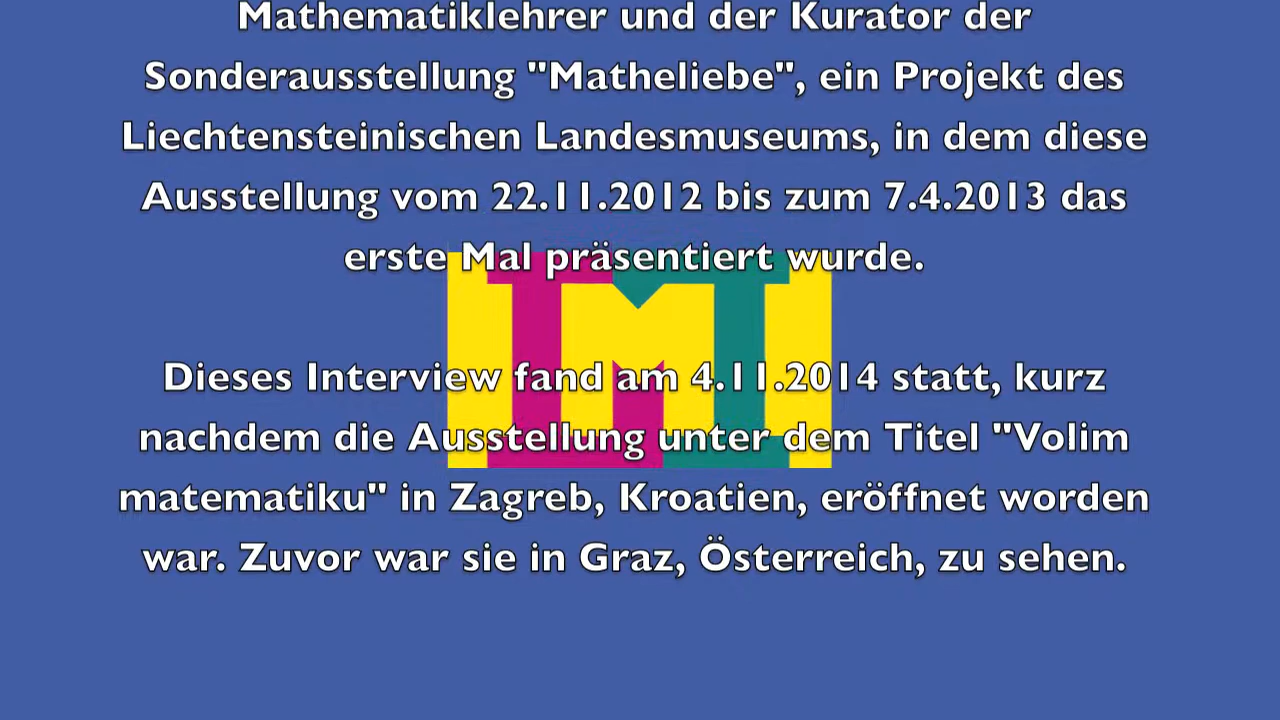 Mathematiklehrer und der Kurator der
Sonderausstellung "Matheliebe", ein Projekt des
Liechtensteinischen Landesmuseums, in dem diese
Ausstellung vom 22.11.2012 bis zum 7.4.2013 das
erste Mal präsentiert wurde.
Dieses Interview fand am 4.11.2014 statt, kurz
nachdem die Ausstellung unter dem Titel "Volim
matematiku" in Zagreb, Kroatien, eröffnet worden
war. Zuvor war sie in Graz, Österreich, zu sehen.